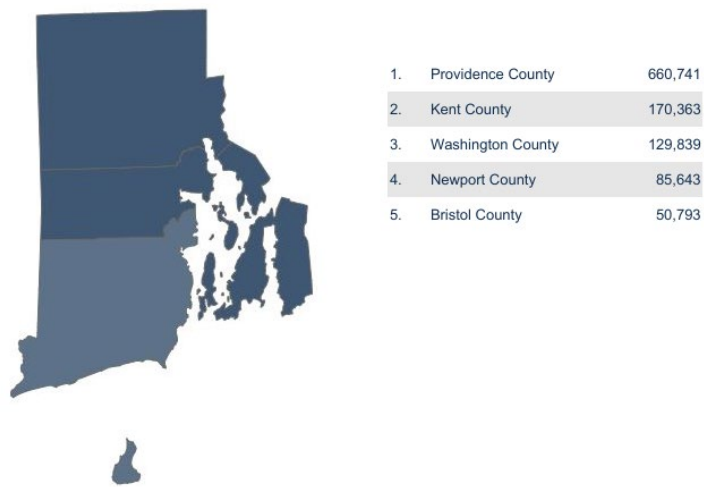 1. Providence County 660,741
2. Kent County 170,363
3. Washington County 129,839
4. Newport County 85,643
5. Bristol County 50,793